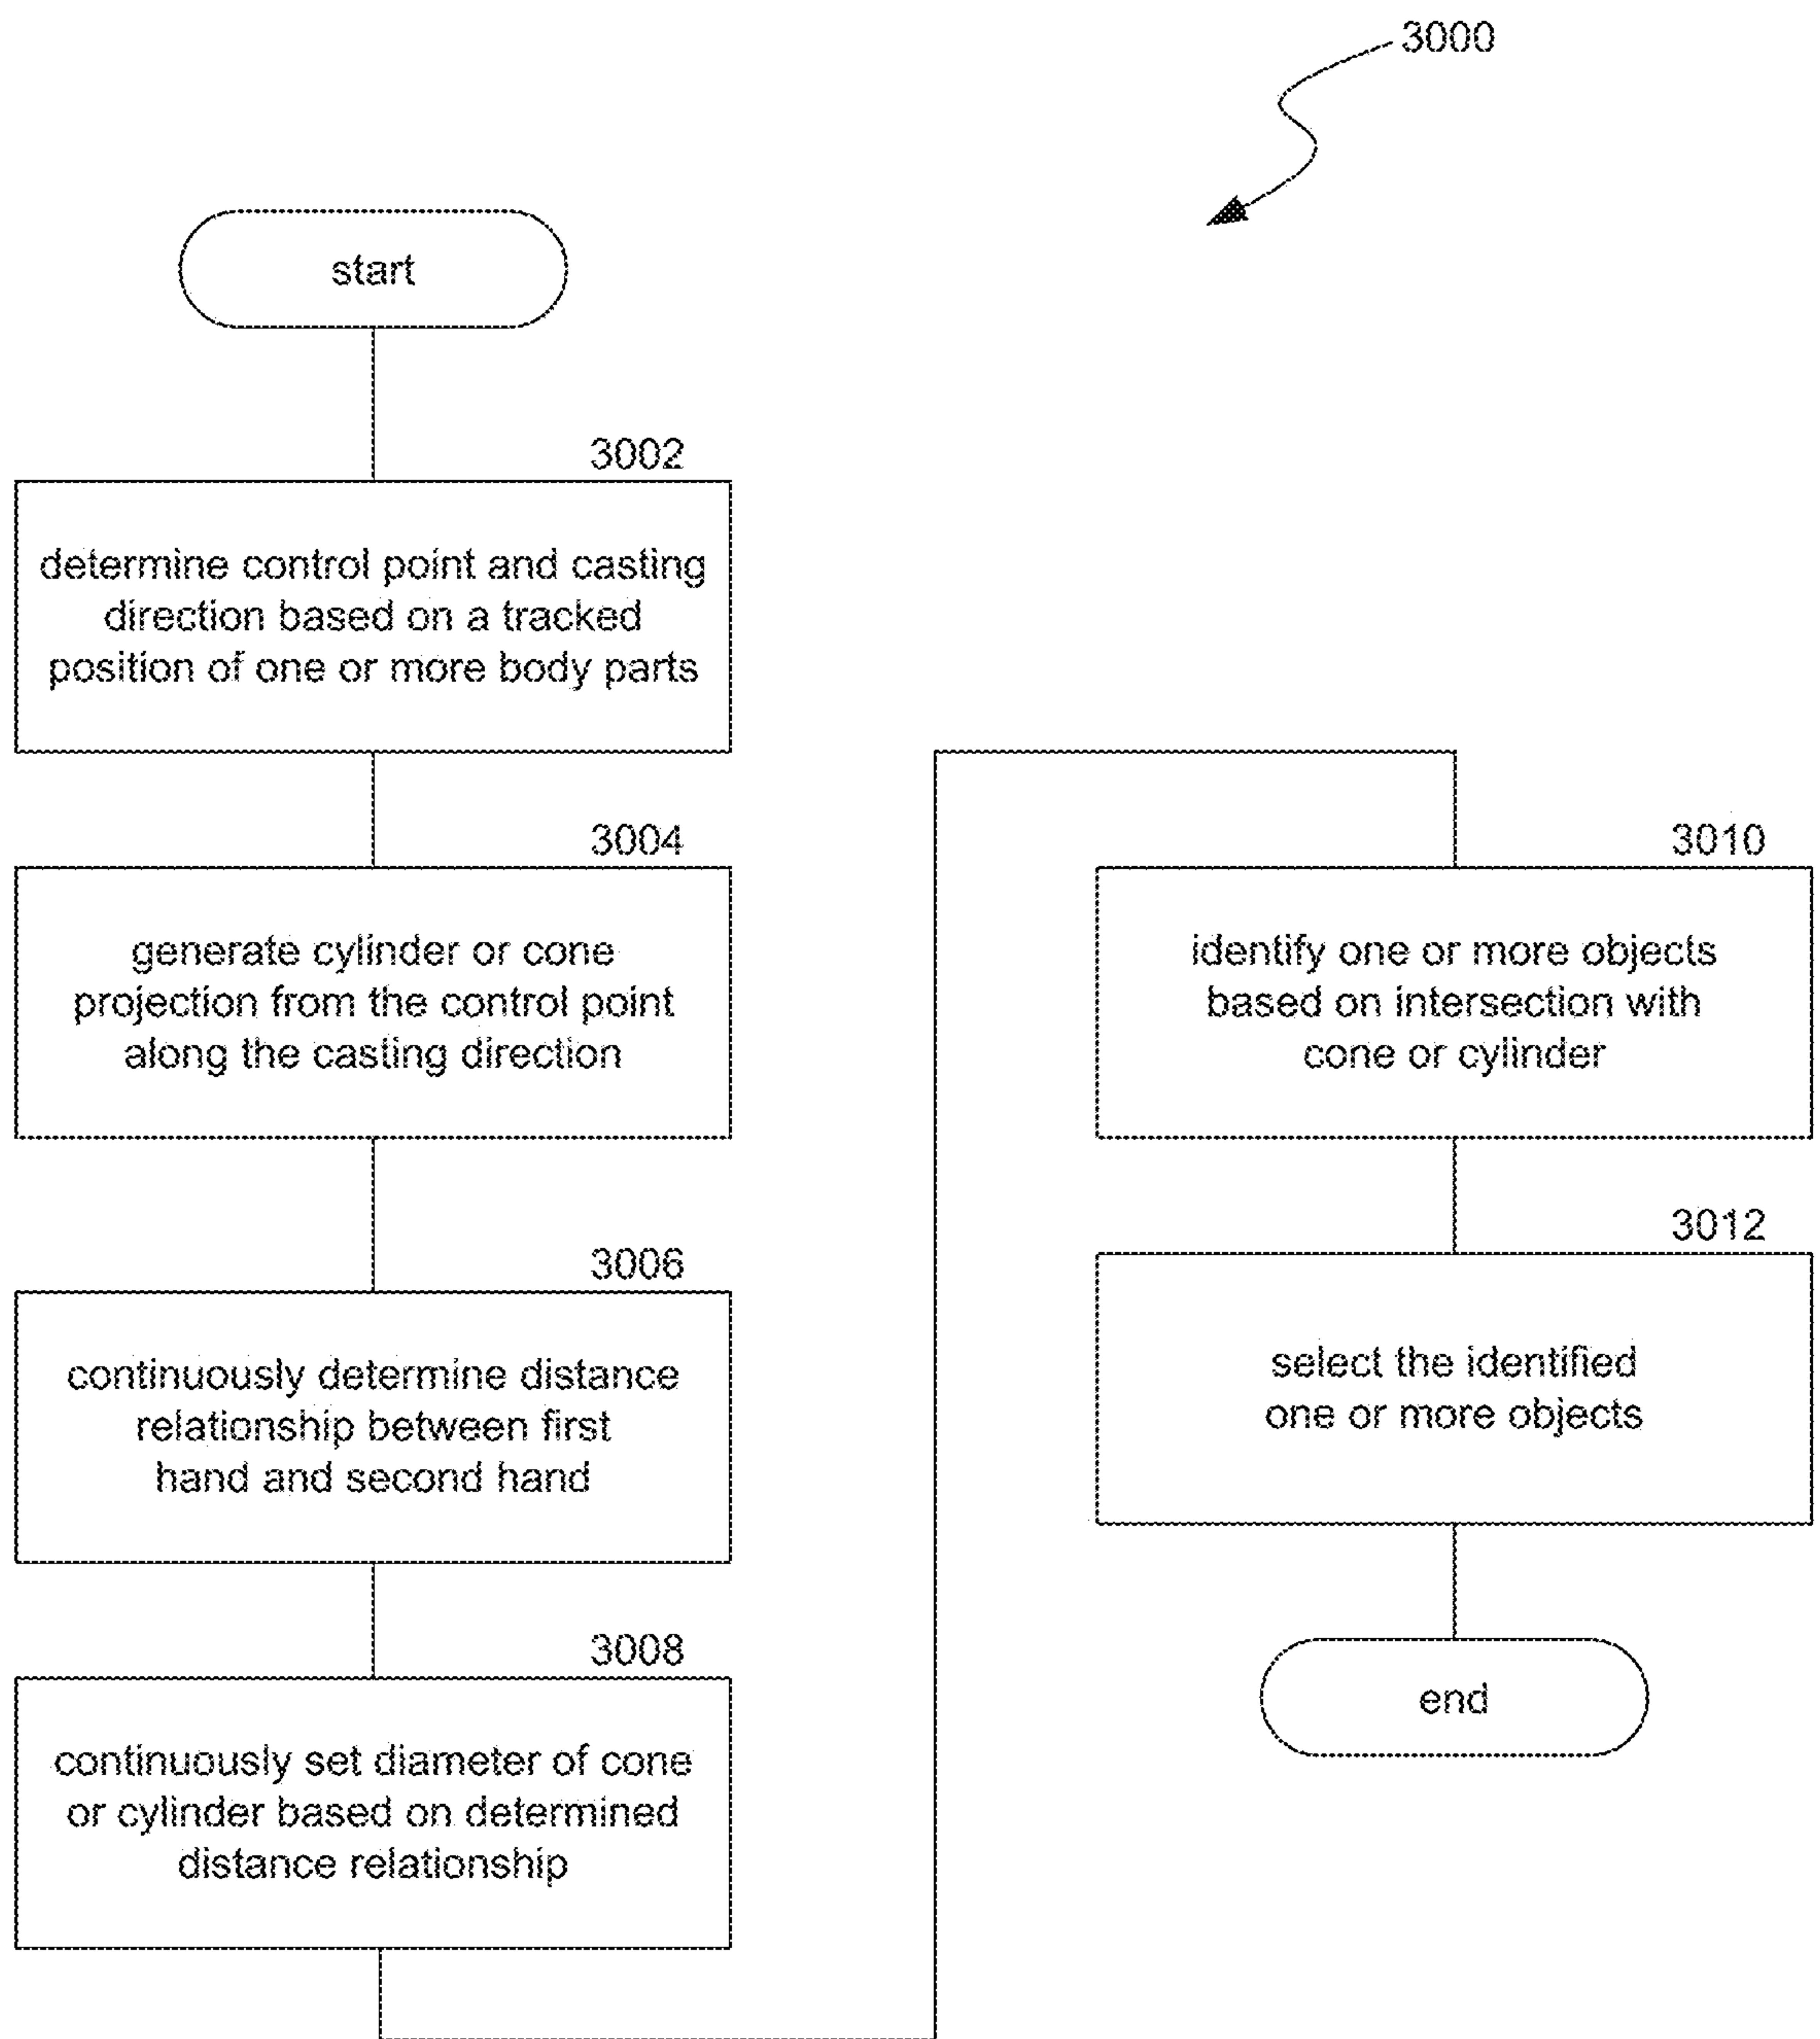 3000
start
3002
determine control point and casting
direction based on a tracked
position of one or more body parts
3004
generate cylinder or cone
projection from the control point
along the casting direction
3006
continuously determine distance
relationship between first
hand and second hand
3008
continuously set diameter of cone
or cylinder based on determined
distance relationship
3010
identify one or more objects
based on intersection with
cone or cylinder
3012
select the identified
one or more objects
end